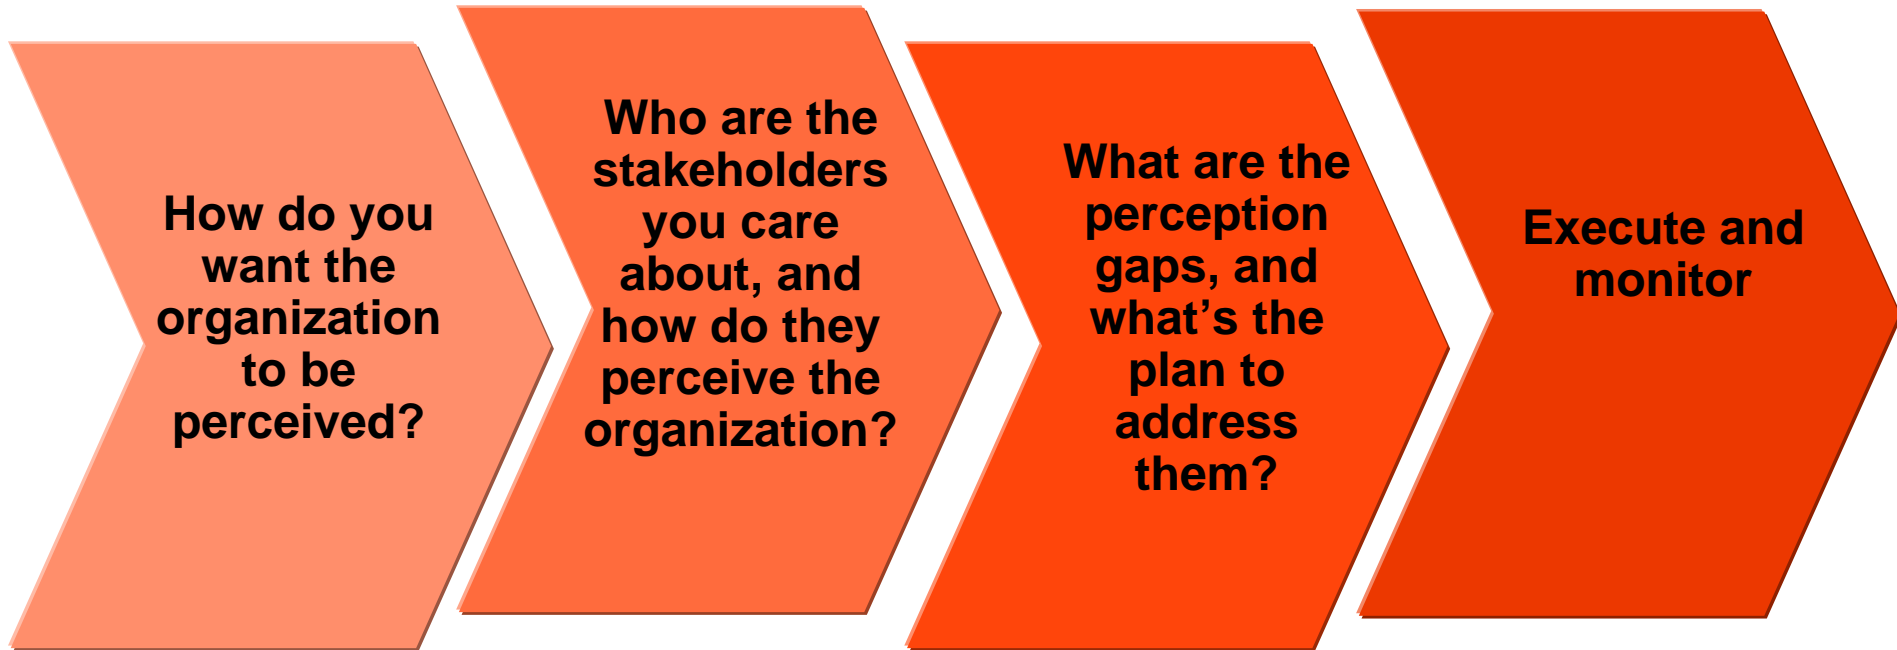 How do you
want the
organization
to be
perceived?
Who are the
stakeholders
you care
about, and
how do they
perceive the
organization?
What are the
perception
gaps, and
what’s the
plan to
address
them?
Execute and
monitor